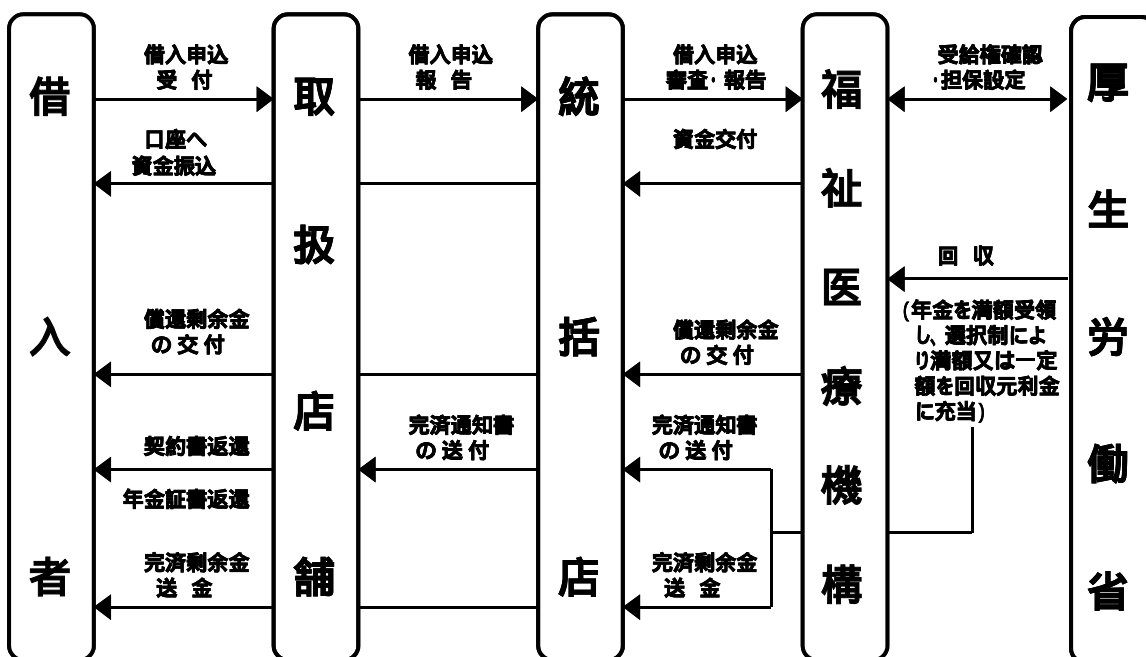 借入者
取扱店舗
統括店
福祉医療機構
厚生労働省
借入申込
受付
借入申込
報告
借入申込
審査・報告
受給権確認
・担保設定
口座へ
資金振込
資金交付
回収
(年金を満額受領
し、選択制によ
り満額又は一定
額を回収元利金
に充当)
償還剰余金
の交付
償還剰余金
の交付
契約書返還
年金証書返還
完済通知書
の送付
完済通知書
の送付
完済剰余金
送金
完済剰余金
送金